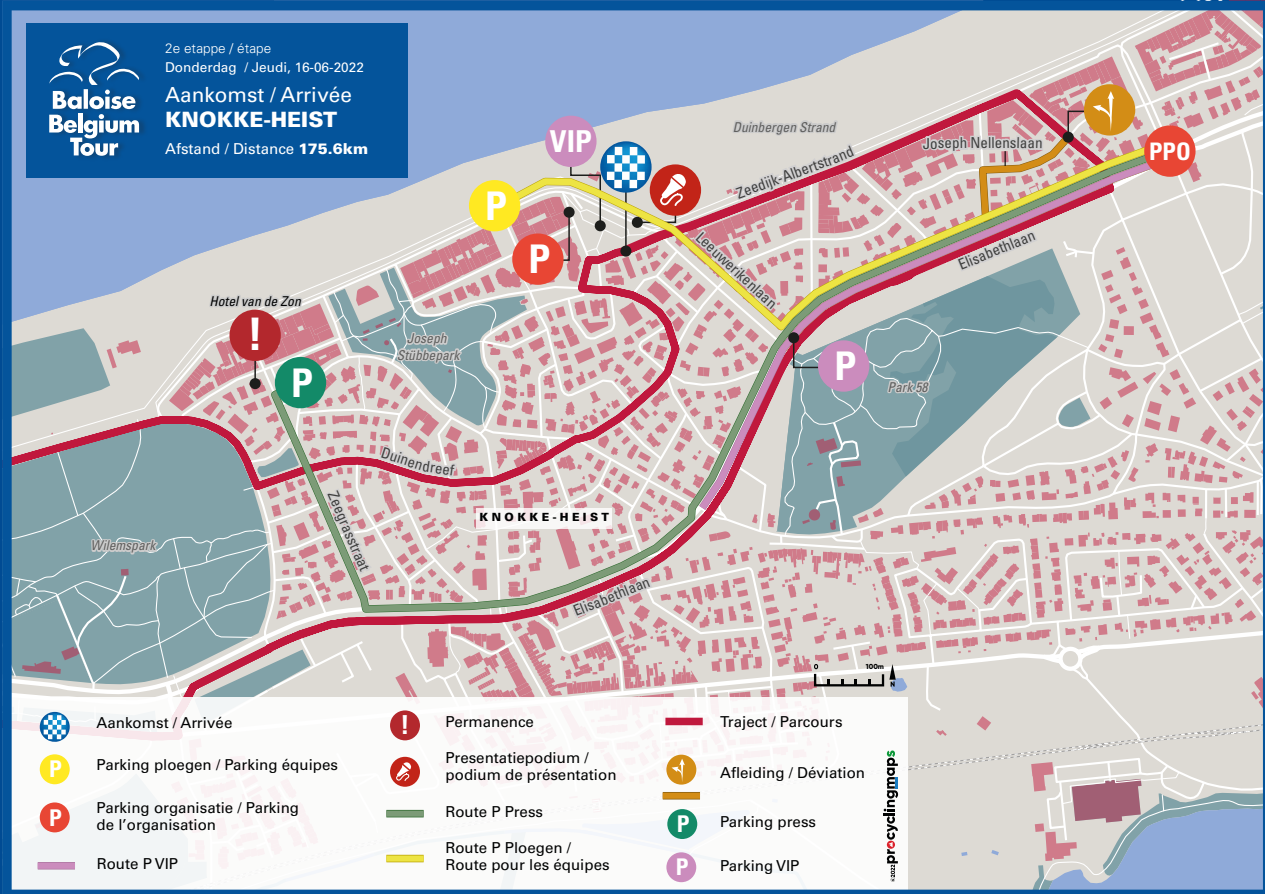 Baloise
Belgium
Tour
2e etappe / étape
Donderdag / Jeudi, 16-06-2022
Aankomst / Arrivée
KNOKKE-HEIST
Afstand / Distance 175.6km
VIP
Duinbergen Strand
Joseph Nellenslaan
PPO
Zeedijk-Albertstrand
P
P
Leeuwerikenlaan
Elisabethlaan
Hotel van de Zon
!
Joseph
Stübbepark
P
P
Park 58
Duinendreef
Zeegrasstraat
KNOKKE-HEIST
Wilemspark
Elisabethlaan
0 100m
N
Aankomst / Arrivée
P Parking ploegen / Parking équipes
P Parking organisatie / Parking
de l'organisation
Route P VIP
! Permanence
Presentatiepodium /
podium de présentation
Route P Press
Route P Ploegen /
Route pour les équipes
Traject / Parcours
Afleiding / Déviation
P Parking press
P Parking VIP
©2022 procyclingmaps